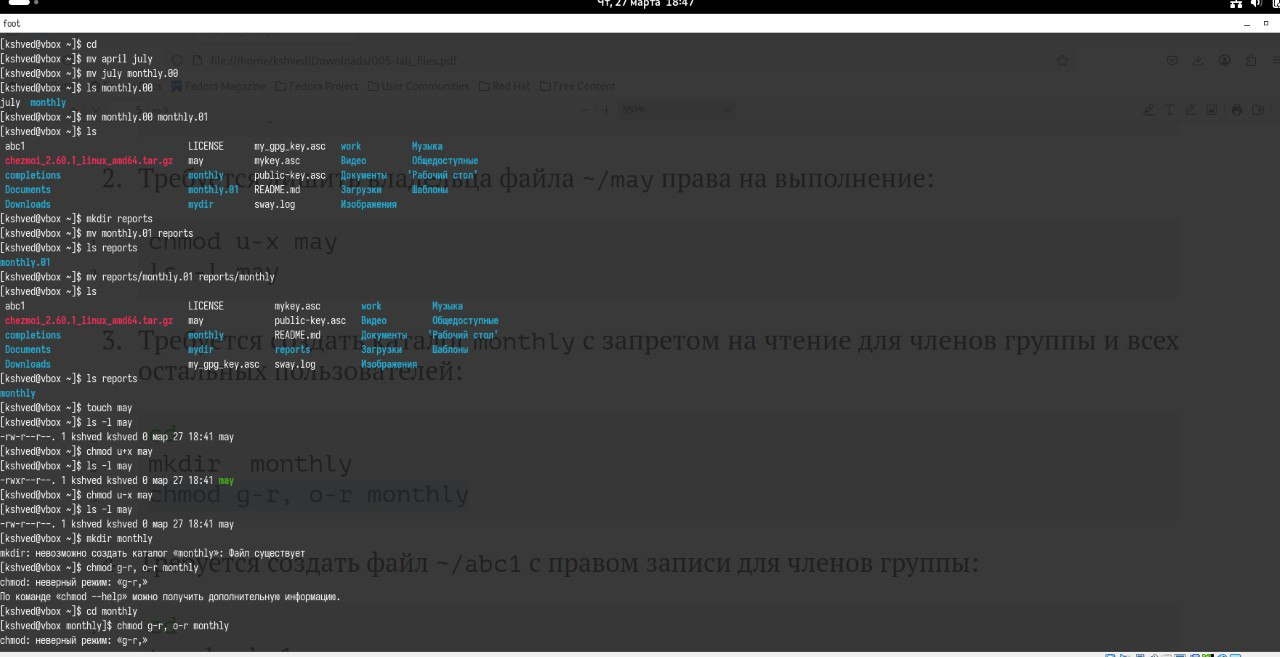 Чт, 27 марта 18:47
foot
[kshved@vbox ~]$ cd
[kshved@vbox ~]$ mv april july
[kshved@vbox ~]$ mv july monthly.00
[kshved@vbox ~]$ ls monthly.00
july monthly
[kshved@vbox ~]$ mv monthly.00 monthly.01
[kshved@vbox ~]$ ls
abc1 LICENSE my_gpg_key.asc work Музыка
chezmoi_2.60.1_linux_amd64.tar.gz may mykey.asc Видео Общедоступные
completions monthly public-key.asc Документы 'Рабочий стол'
Documents monthly.01 README.md Загрузки Шаблоны
Downloads mydir sway.log Изображения
[kshved@vbox ~]$ mkdir reports
[kshved@vbox ~]$ mv monthly.01 reports
[kshved@vbox ~]$ ls reports
monthly.01
[kshved@vbox ~]$ mv reports/monthly.01 reports/monthly
[kshved@vbox ~]$ ls
abc1 LICENSE mykey.asc work Музыка
chezmoi_2.60.1_linux_amd64.tar.gz may public-key.asc Видео Общедоступные
completions monthly README.md Документы 'Рабочий стол'
Documents mydir reports Загрузки Шаблоны
Downloads my_gpg_key.asc sway.log Изображения
[kshved@vbox ~]$ ls reports
monthly
[kshved@vbox ~]$ touch may
[kshved@vbox ~]$ ls -l may
-rw-r--r--. 1 kshved kshved 0 мар 27 18:41 may
[kshved@vbox ~]$ chmod u+x may
[kshved@vbox ~]$ ls -l may
-rwxr--r--. 1 kshved kshved 0 мар 27 18:41 may
[kshved@vbox ~]$ chmod u-x may
[kshved@vbox ~]$ ls -l may
-rw-r--r--. 1 kshved kshved 0 мар 27 18:41 may
[kshved@vbox ~]$ mkdir monthly
mkdir: невозможно создать каталог «monthly»: Файл существует
[kshved@vbox ~]$ chmod g-r, o-r monthly
chmod: неверный режим: «g-r,»
По команде «chmod --help» можно получить дополнительную информацию.
[kshved@vbox ~]$ cd monthly
[kshved@vbox monthly]$ chmod g-r, o-r monthly
chmod: неверный режим: «g-r,»
file:///home/kshved/Downloads/005-lab_files.pdf
Fedora Magazine Fedora Project User Communities Red Hat Free Content
350%
2. владельца файла ~/may права на выполнение:
chmod u-x may
ls -l may
3. Требуется создать каталог monthly с запретом на чтение для членов группы и всех
остальных пользователей:
cd
mkdir monthly
chmod g-r, o-r monthly
создать файл ~/abc1 с правом записи для членов группы:
cd